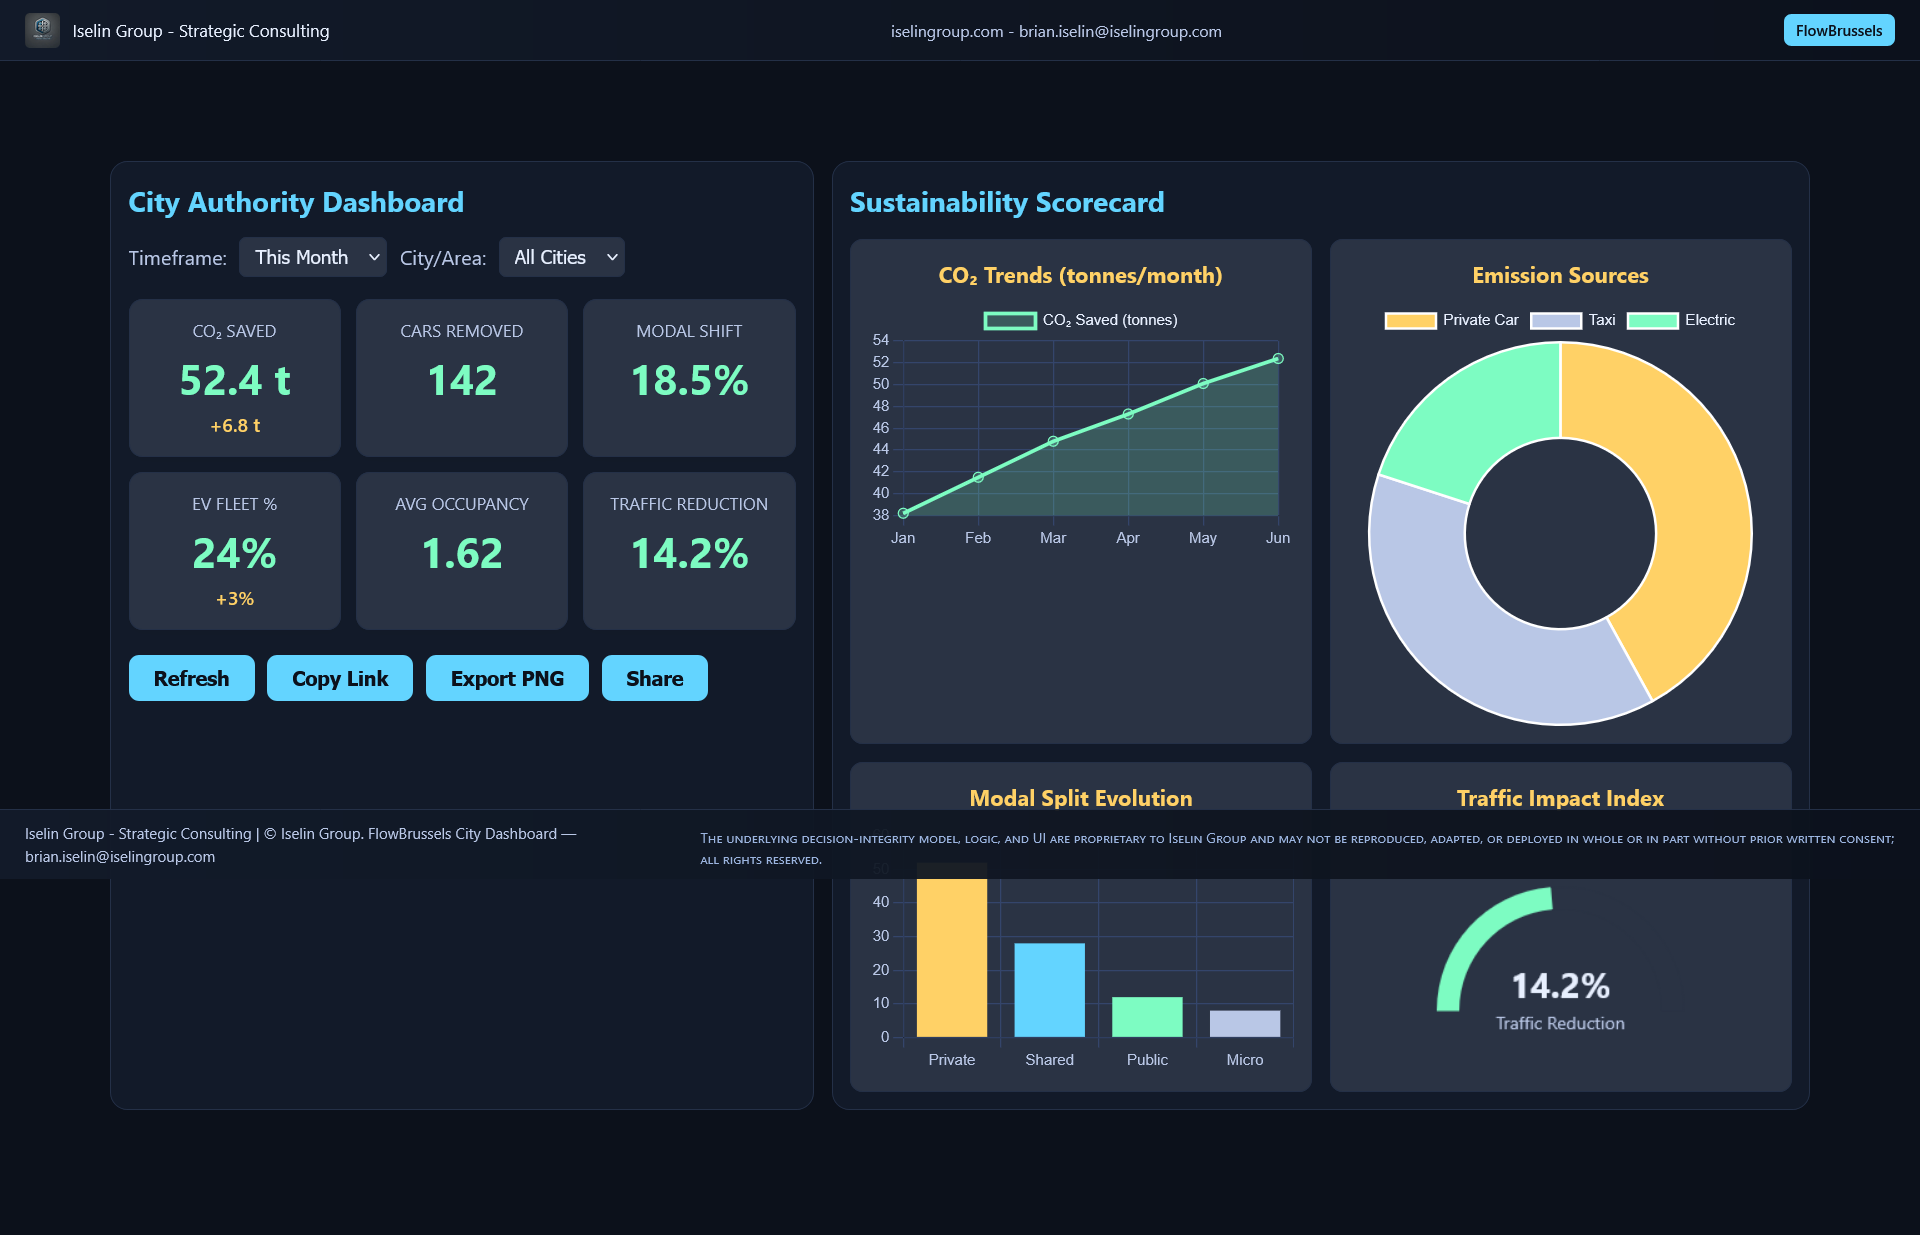 Iselin Group - Strategic Consulting
iselingroup.com - brian.iselin@iselingroup.com
FlowBrussels
City Authority Dashboard
Timeframe: This Month City/Area: All Cities
CO₂ SAVED
52.4 t
+6.8 t
CARS REMOVED
142
MODAL SHIFT
18.5%
EV FLEET %
24%
+3%
AVG OCCUPANCY
1.62
TRAFFIC REDUCTION
14.2%
Refresh
Copy Link
Export PNG
Share
Sustainability Scorecard
CO₂ Trends (tonnes/month)
CO₂ Saved (tonnes)
54
52
50
48
46
44
42
40
38
Jan Feb Mar Apr May Jun
Emission Sources
Private Car Taxi Electric
Modal Split Evolution
50
40
30
20
10
0
Private Shared Public Micro
Traffic Impact Index
14.2%
Traffic Reduction
Iselin Group - Strategic Consulting | © Iselin Group. FlowBrussels City Dashboard —
brian.iselin@iselingroup.com
The underlying decision-integrity model, logic, and UI are proprietary to Iselin Group and may not be reproduced, adapted, or deployed in whole or in part without prior written consent;
all rights reserved.